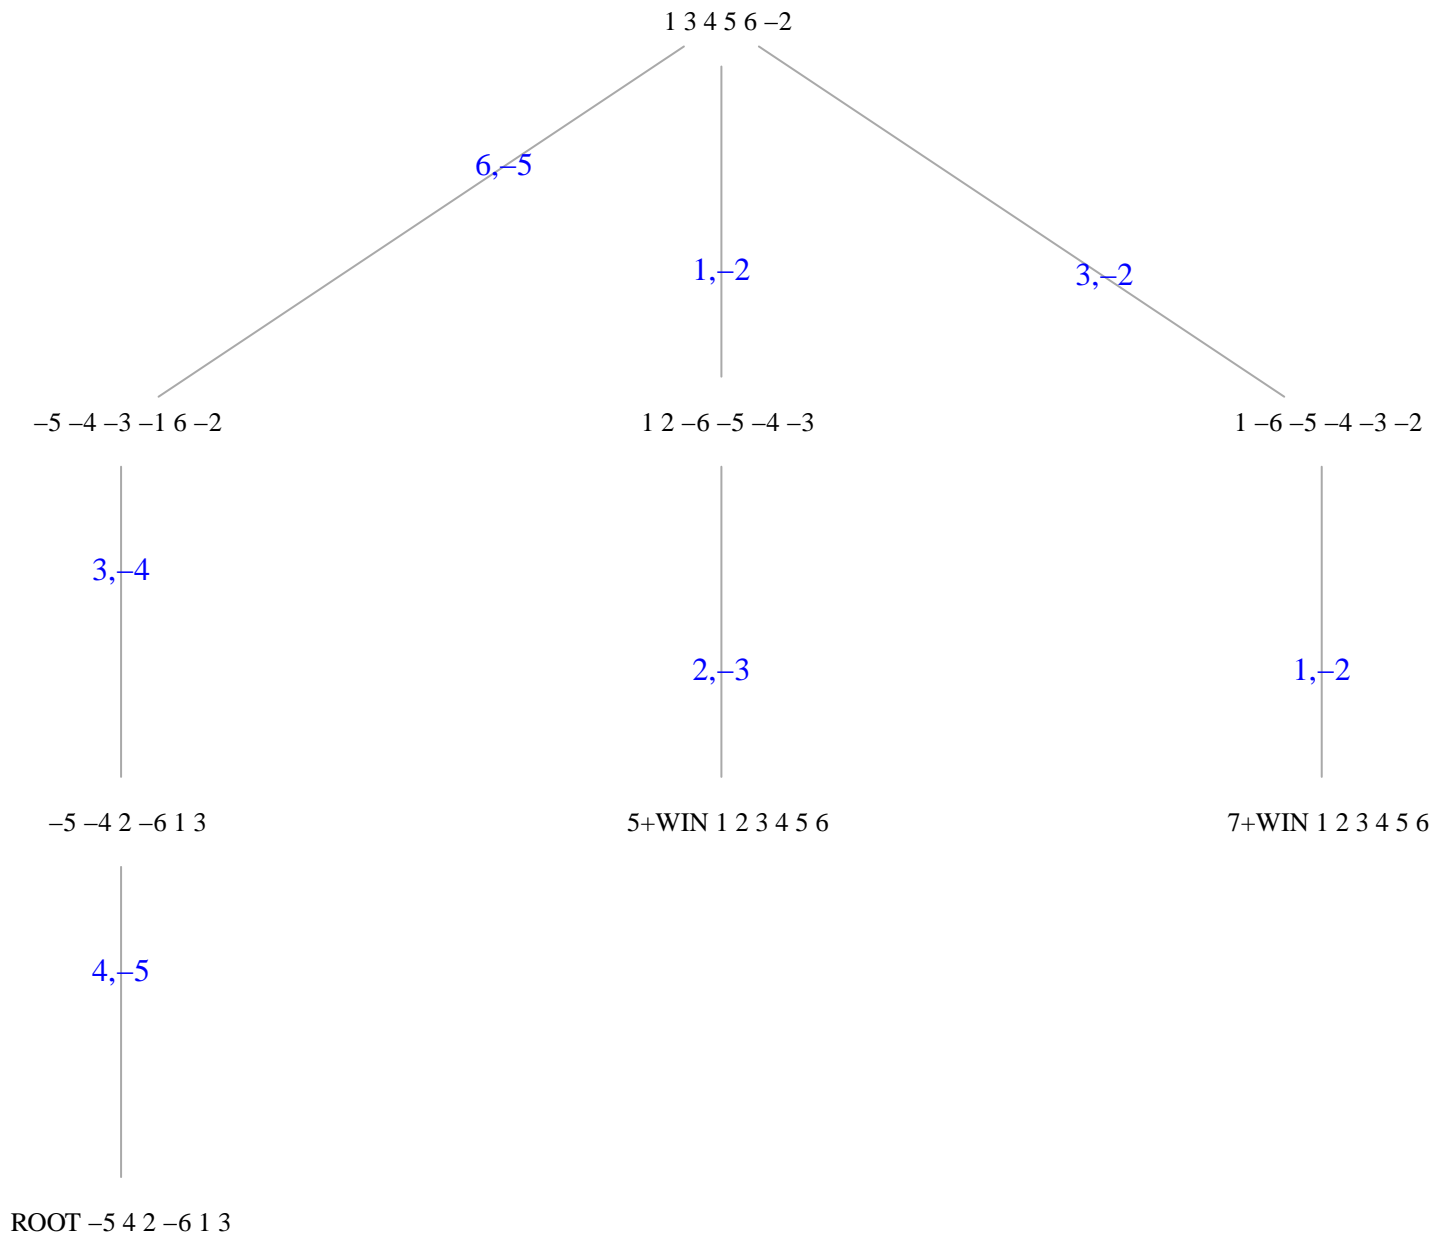 1 3 4 5 6 −2
6,−5
1,−2
3,−2
−5 −4 −3 −1 6 −2
1 2 −6 −5 −4 −3
1 −6 −5 −4 −3 −2
3,−4
2,−3
1,−2
−5 −4 2 −6 1 3
5+WIN 1 2 3 4 5 6
7+WIN 1 2 3 4 5 6
4,−5
ROOT −5 4 2 −6 1 3